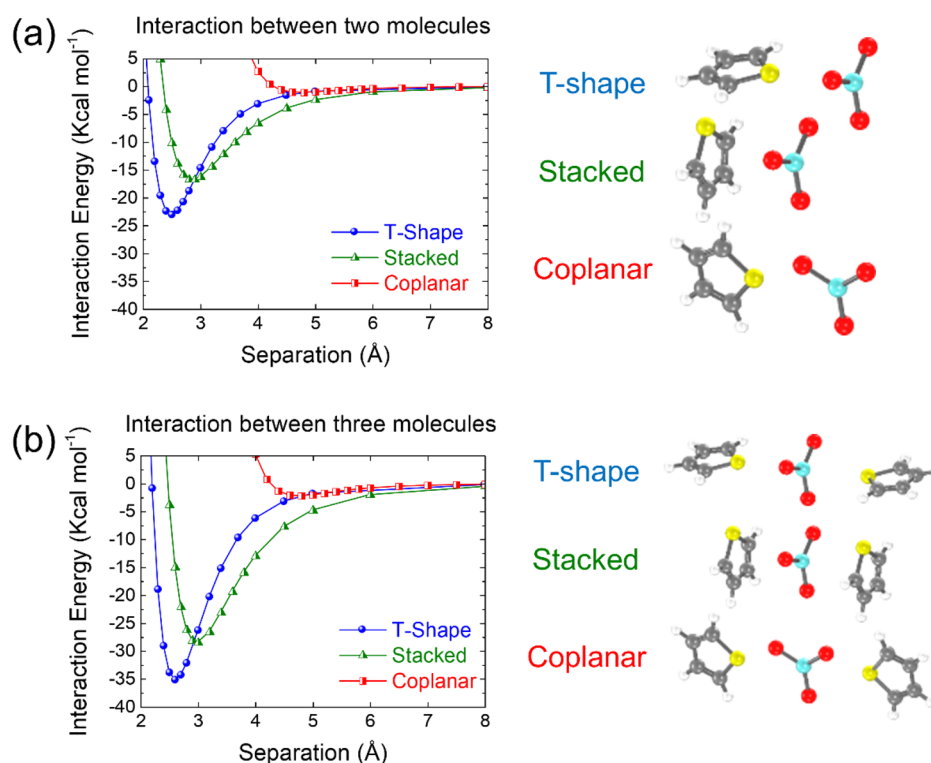 (a)
Interaction between two molecules
Interaction Energy (Kcal mol-1)
5
0
-5
-10
-15
-20
-25
-30
-35
-40
T-Shape
Stacked
Coplanar
2 3 4 5 6 7 8
Separation (Å)
T-shape
Stacked
Coplanar
(b)
Interaction between three molecules
Interaction Energy (Kcal mol-1)
5
0
-5
-10
-15
-20
-25
-30
-35
-40
T-Shape
Stacked
Coplanar
2 3 4 5 6 7 8
Separation (Å)
T-shape
Stacked
Coplanar